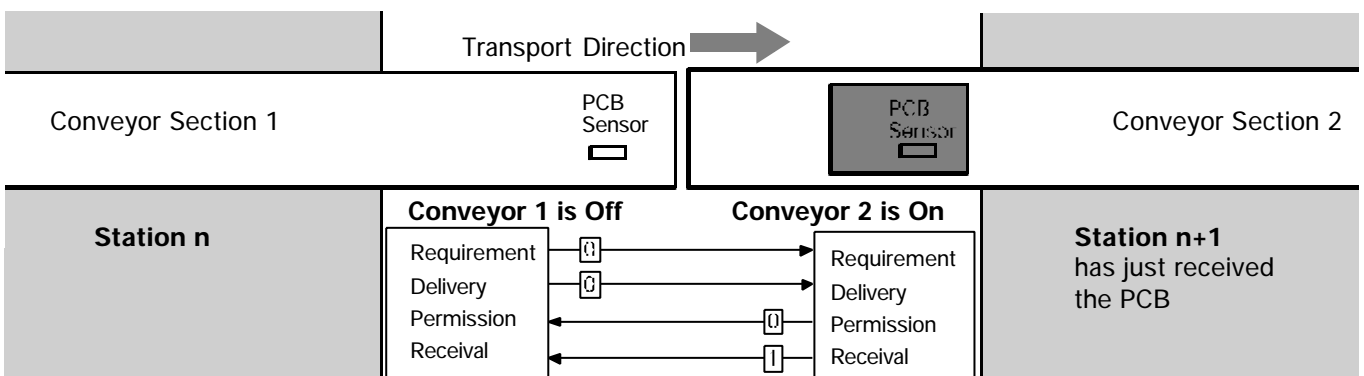 Transport Direction
Conveyor Section 1
PCB
Sensor
PCB
Sensor
Conveyor Section 2
Conveyor 1 is Off
Conveyor 2 is On
Station n
Requirement
0
Requirement
Delivery
0
Delivery
Permission
0
Permission
Receival
1
Receival
Station n+1
has just received
the PCB